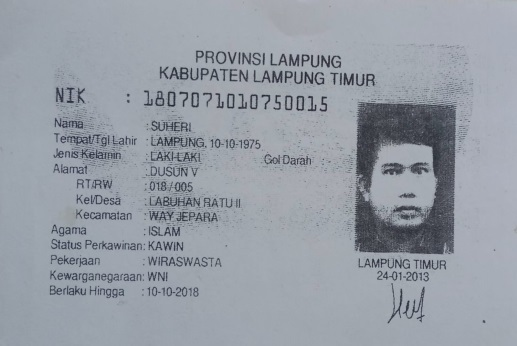 PROVINSI LAMPUNG
KABUPATEN LAMPUNG TIMUR
NIK : 1807071010750015
Nama : SUHERI
Tempat/Tgl Lahir : LAMPUNG, 10-10-1975
Jenis Kelamin : LAKI-LAKI Gol Darah :
Alamat : DUSUN V
RT/RW : 018 / 005
Kel/Desa : LABUHAN RATU II
Kecamatan : WAY JEPARA
Agama : ISLAM
Status Perkawinan: KAWIN
Pekerjaan : WIRASWASTA
Kewarganegaraan: WNI
Berlaku Hingga : 10-10-2018
LAMPUNG TIMUR
24-01-2013